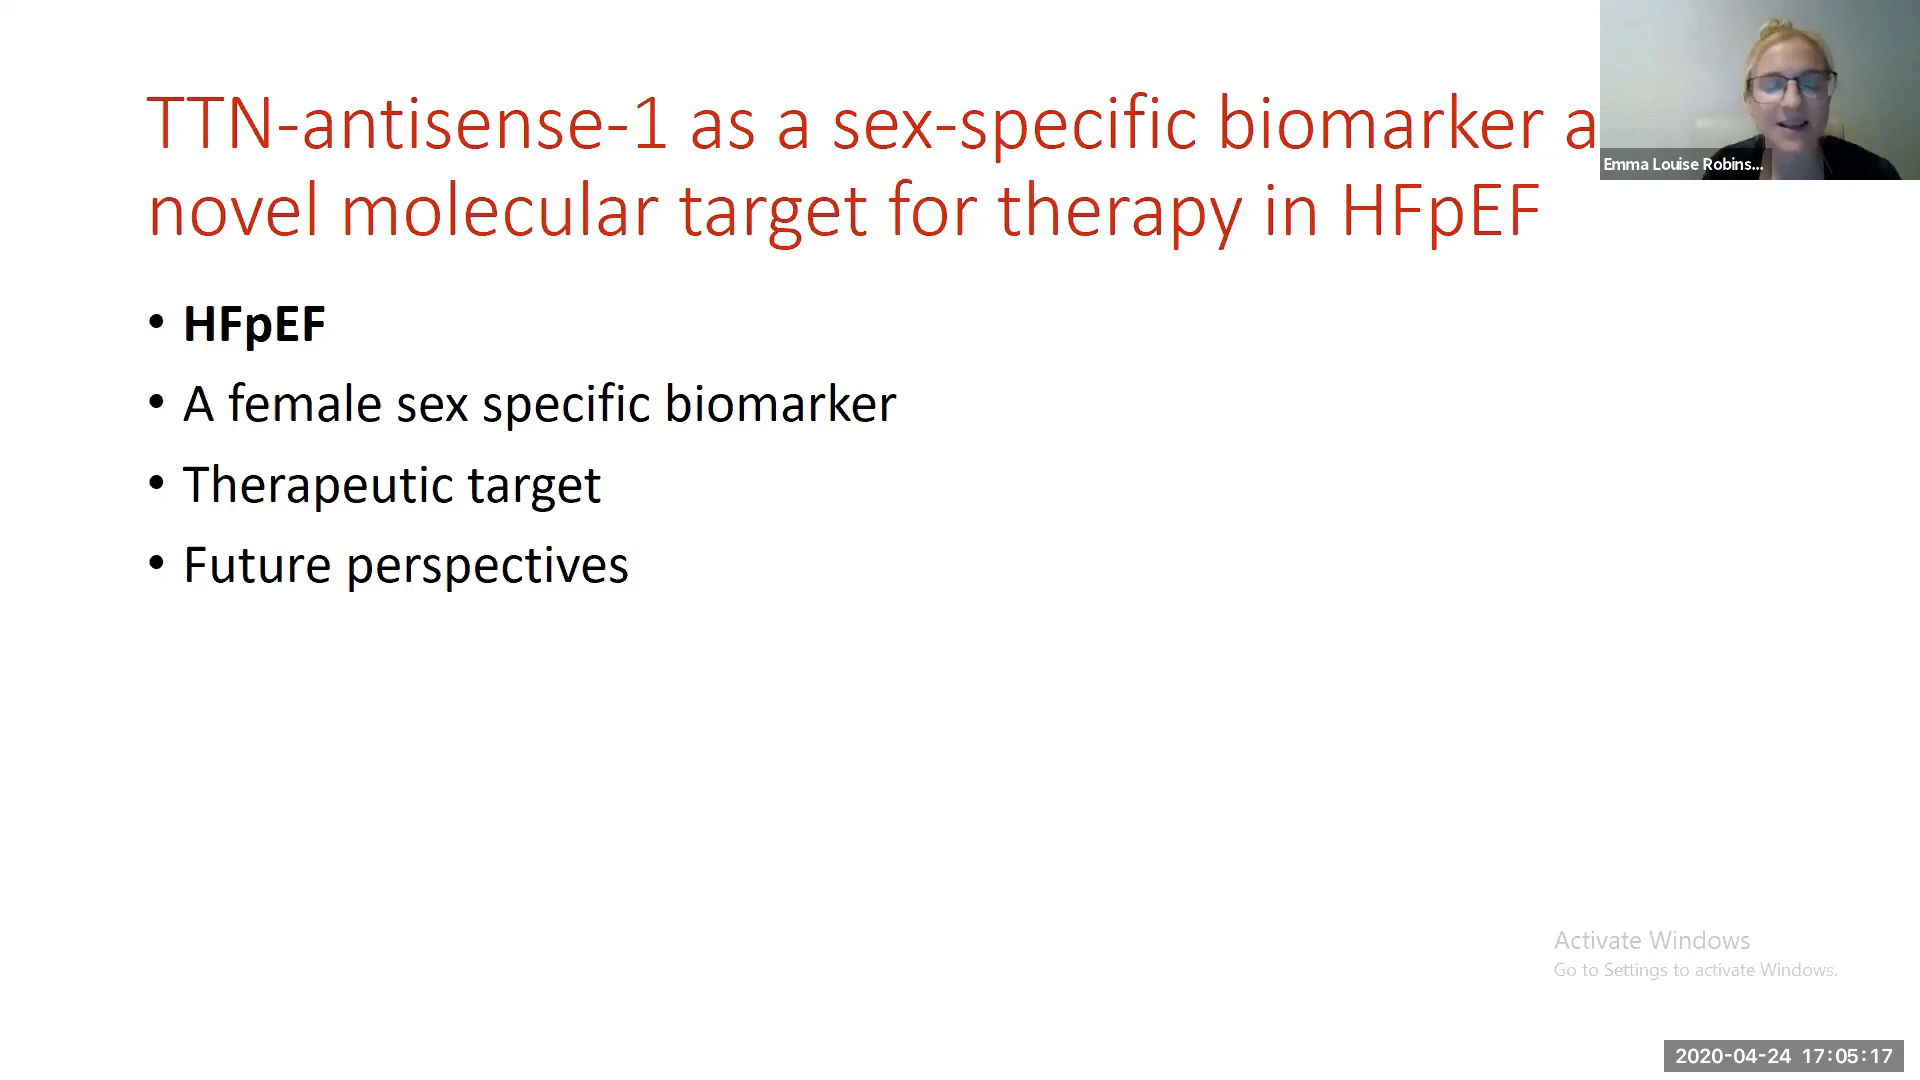 TTN-antisense-1 as a sex-specific biomarker a
novel molecular target for therapy in HFpEF
Emma Louise Robins...
• HFpEF
• A female sex specific biomarker
• Therapeutic target
• Future perspectives
Activate Windows
Go to Settings to activate Windows.
2020-04-24 17:05:17